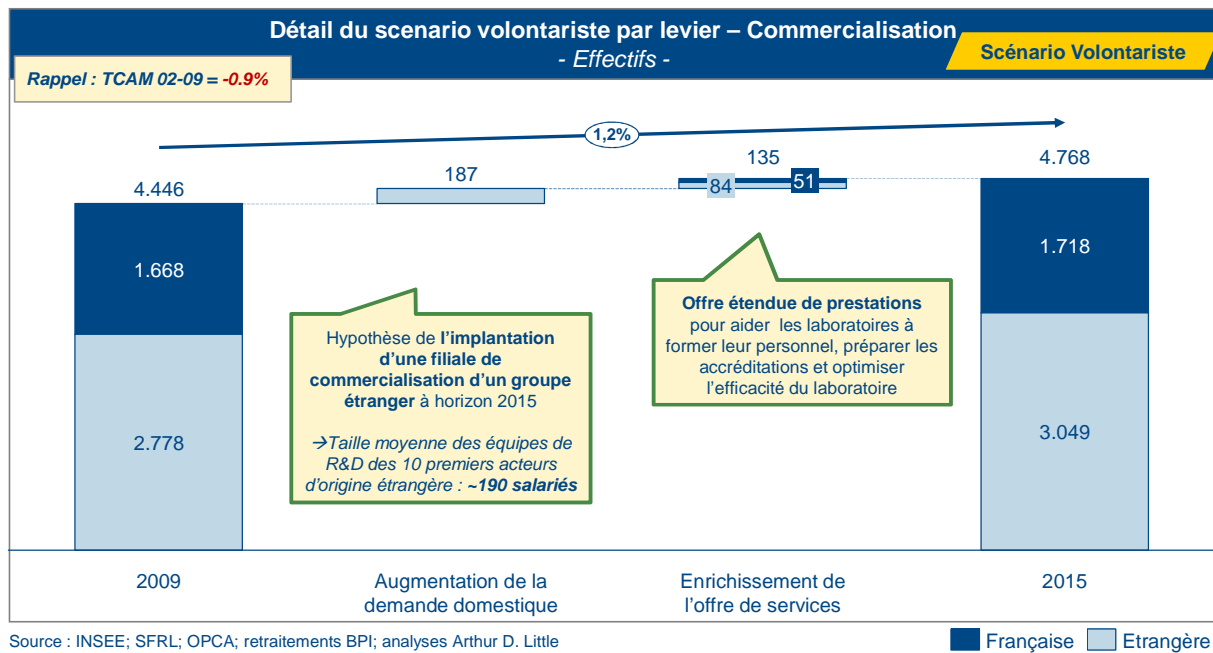 Détail du scenario volontariste par levier – Commercialisation
- Effectifs -
Scénario Volontariste
Rappel : TCAM 02-09 = -0.9%
1,2%
4.446
187
135
4.768
84
51
1.668
1.718
2.778
3.049
Hypothèse de l’implantation
d’une filiale de
commercialisation d’un groupe
étranger à horizon 2015
→Taille moyenne des équipes de
R&D des 10 premiers acteurs
d’origine étrangère : ~190 salariés
Offre étendue de prestations
pour aider les laboratoires à
former leur personnel, préparer les
accréditations et optimiser
l’efficacité du laboratoire
2009
Augmentation de la
demande domestique
Enrichissement de
l’offre de services
2015
Source : INSEE; SFRL; OPCA; retraitements BPI; analyses Arthur D. Little
Française
Etrangère